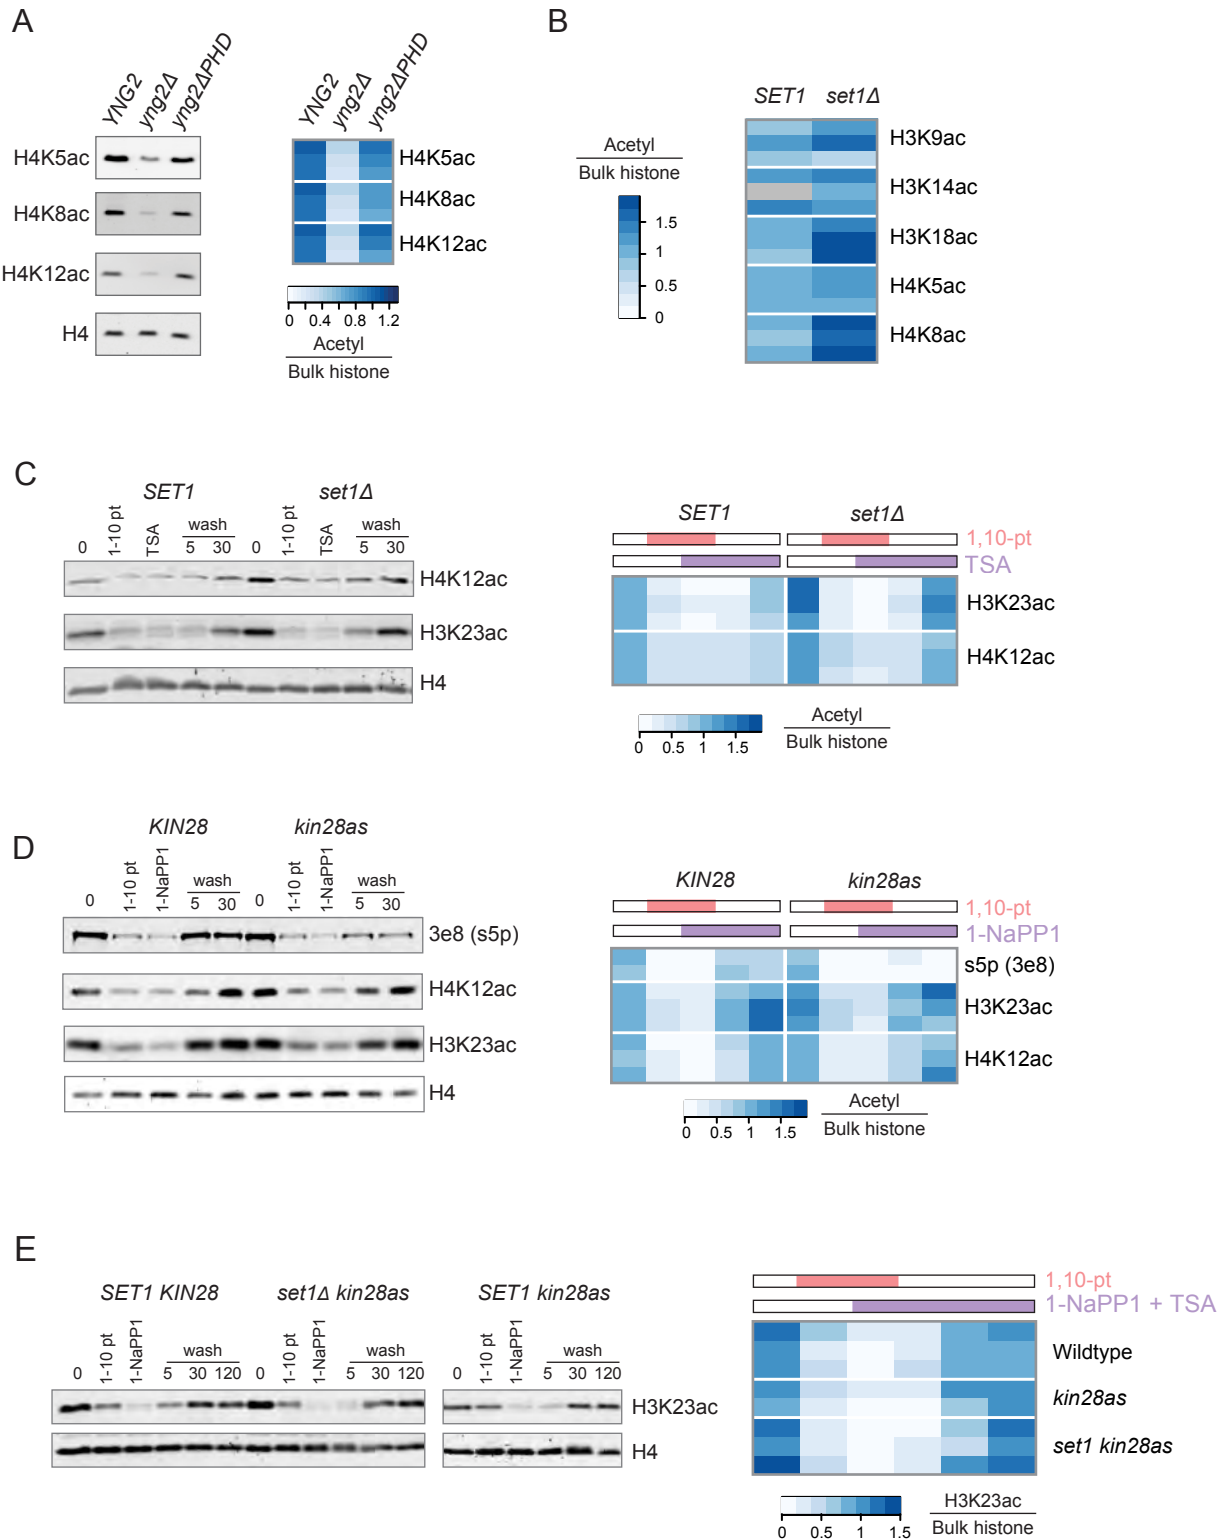 A
YNG2 yng2Δ yng2ΔPHD
H4K5ac
H4K8ac
H4K12ac
H4
YNG2 yng2Δ yng2ΔPHD
H4K5ac
H4K8ac
H4K12ac
0 0.4 0.8 1.2
Acetyl
Bulk histone
B
SET1 set1Δ
Acetyl
Bulk histone
1.5
1
0.5
0
H3K9ac
H3K14ac
H3K18ac
H4K5ac
H4K8ac
C
SET1 set1Δ
0 1-10 pt TSA wash 5 30 0 1-10 pt TSA wash 5 30
H4K12ac
H3K23ac
H4
SET1 set1Δ
1,10-pt
TSA
H3K23ac
H4K12ac
0 0.5 1 1.5
Acetyl
Bulk histone
D
KIN28 kin28as
0 1-10 pt 1-NaPP1 wash 5 30 0 1-10 pt 1-NaPP1 wash 5 30
3e8 (s5p)
H4K12ac
H3K23ac
H4
KIN28 kin28as
1,10-pt
1-NaPP1
s5p (3e8)
H3K23ac
H4K12ac
0 0.5 1 1.5
Acetyl
Bulk histone
E
SET1 KIN28 set1Δ kin28as SET1 kin28as
0 1-10 pt 1-NaPP1 wash 5 30 120 0 1-10 pt 1-NaPP1 wash 5 30 120 0 1-10 pt 1-NaPP1 wash 5 30 120
H3K23ac
H4
1,10-pt
1-NaPP1 + TSA
Wildtype
kin28as
set1 kin28as
0 0.5 1 1.5
H3K23ac
Bulk histone